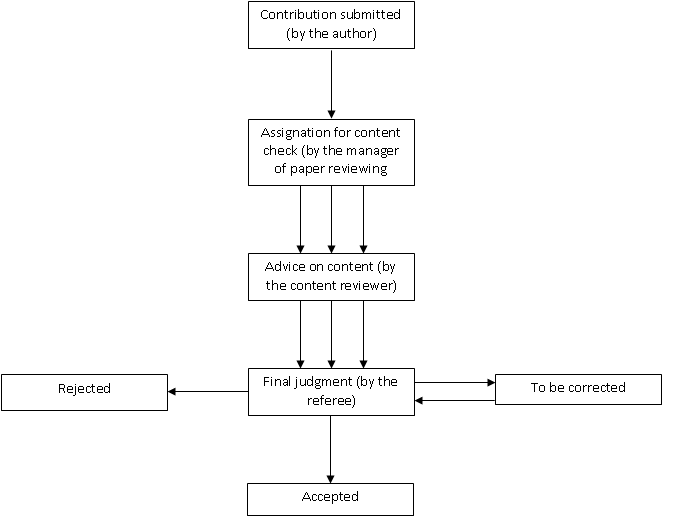 Contribution submitted
(by the author)
Assignation for content
check (by the manager
of paper reviewing
Advice on content (by
the content reviewer)
Rejected
Final judgment (by the
referee)
To be corrected
Accepted